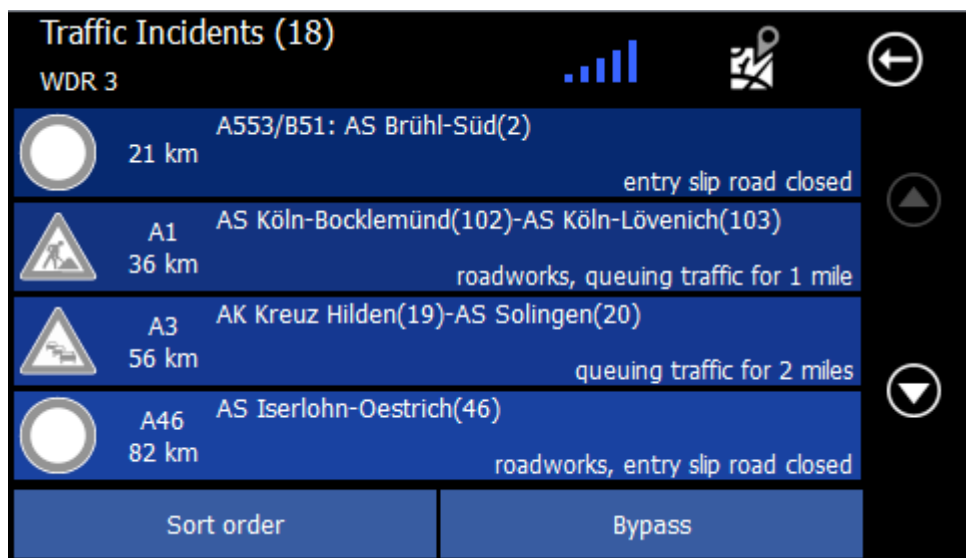 Traffic Incidents (18)
WDR 3
A553/B51: AS Brühl-Süd(2)
21 km
entry slip road closed
A1
AS Köln-Bocklemünd(102)-AS Köln-Lövenich(103)
36 km
roadworks, queuing traffic for 1 mile
A3
AK Kreuz Hilden(19)-AS Solingen(20)
56 km
queuing traffic for 2 miles
A46
AS Iserlohn-Oestrich(46)
82 km
roadworks, entry slip road closed
Sort order
Bypass